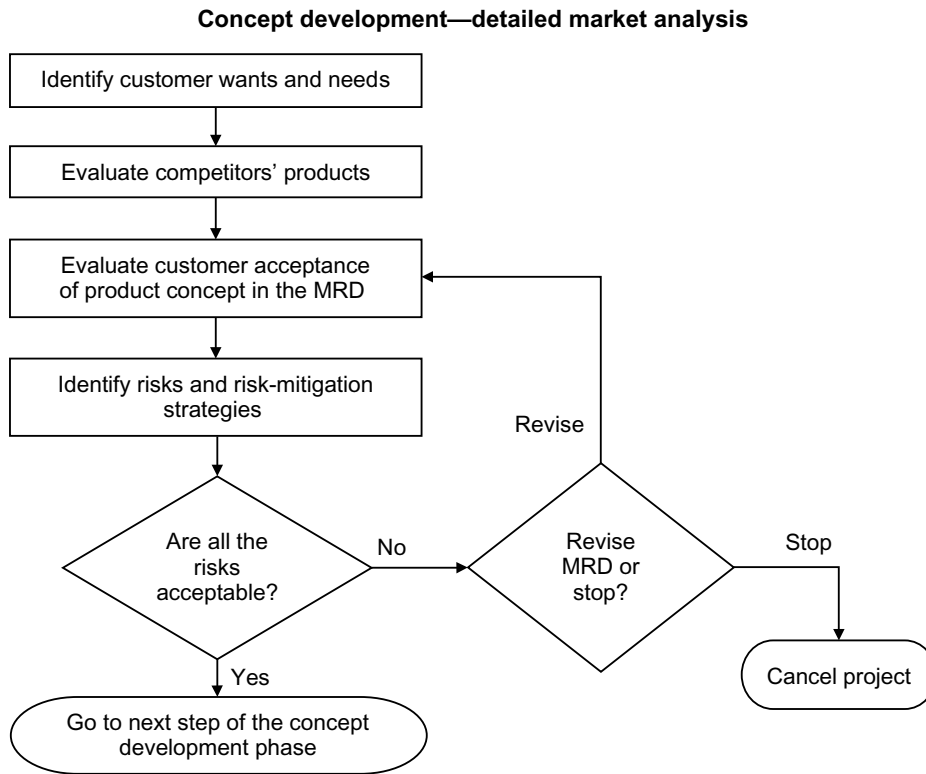 Concept development—detailed market analysis
Identify customer wants and needs
Evaluate competitors’ products
Evaluate customer acceptance
of product concept in the MRD
Identify risks and risk-mitigation
strategies
Revise
Are all the
risks
acceptable?
No
Revise
MRD or
stop?
Stop
Yes
Cancel project
Go to next step of the concept
development phase